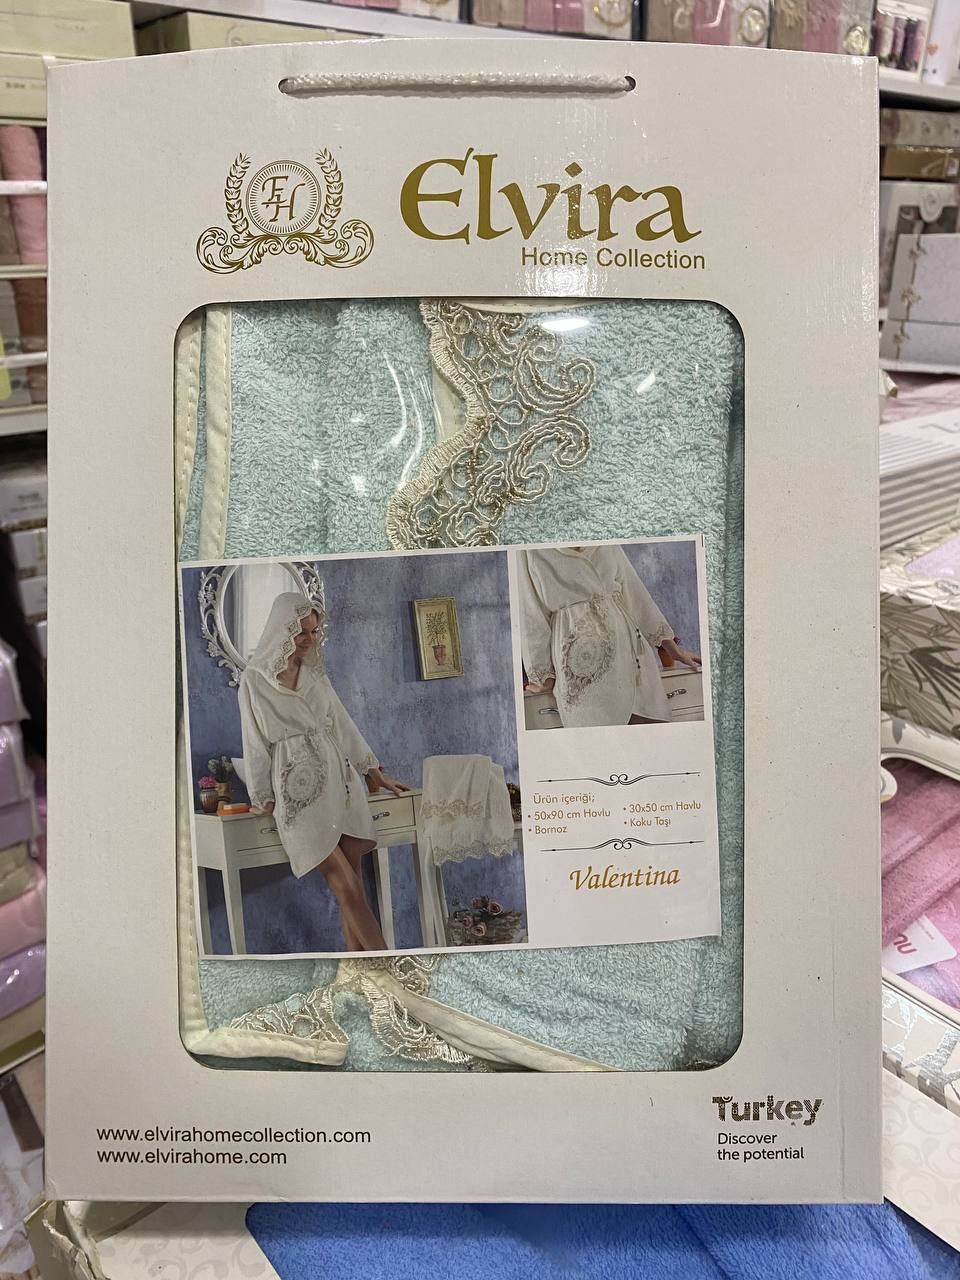 EH
Elvira
Home Collection
Ürün içeriği;
• 50x90 cm Havlu
• Bornoz
• 30x50 cm Havlu
• Koku Taşı
Valentina
www.elvirahomecollection.com
www.elvirahome.com
Turkey
Discover
the potential